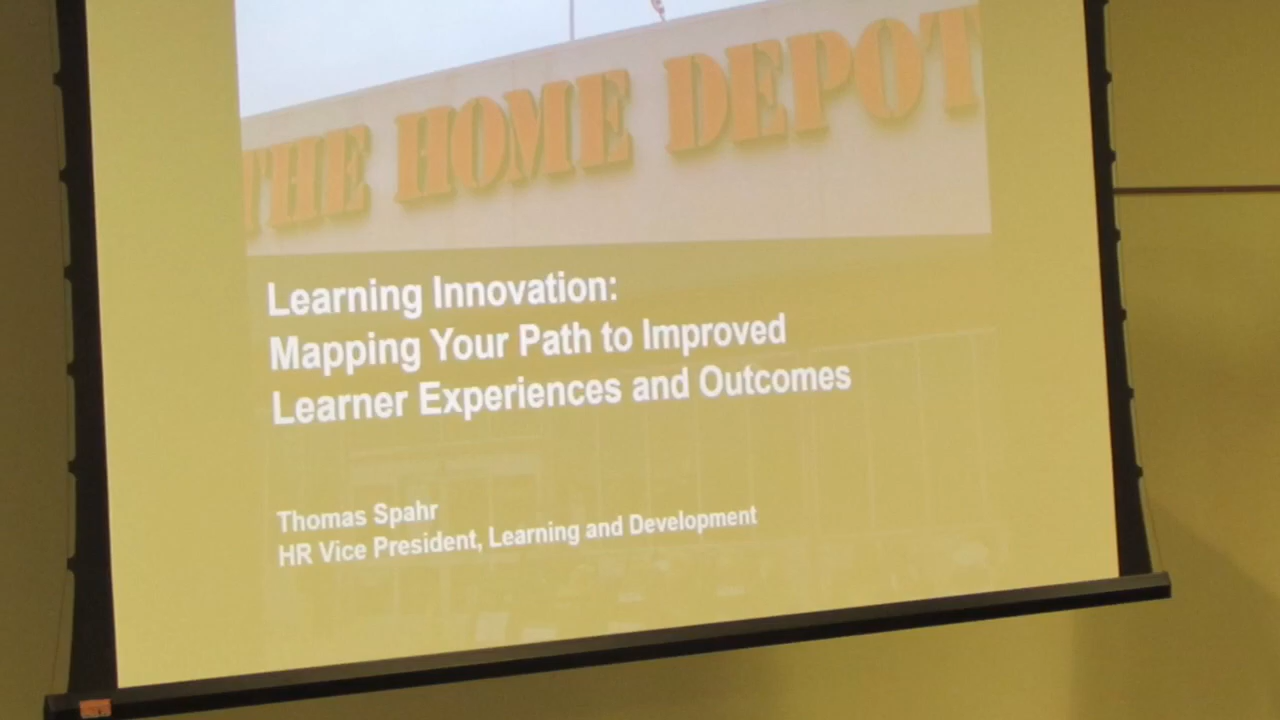 THE HOME DEPOT
Learning Innovation:
Mapping Your Path to Improved
Learner Experiences and Outcomes
Thomas Spahr
HR Vice President, Learning and Development